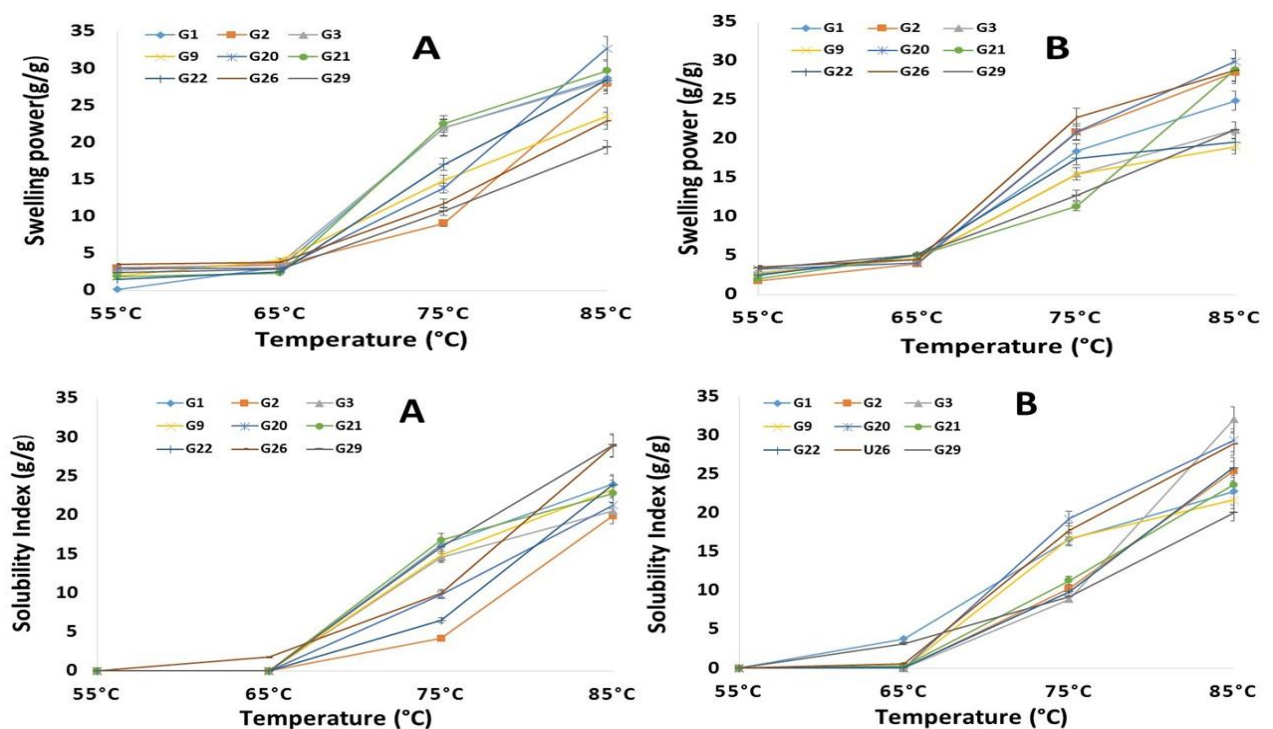 A
G1 G2 G3
G9 G20 G21
G22 G26 G29
Swelling power(g/g)
35
30
25
20
15
10
5
0
55°C 65°C 75°C 85°C
Temperature (°C)
B
G1 G2 G3
G9 G20 G21
G22 G26 G29
Swelling power (g/g)
35
30
25
20
15
10
5
0
55°C 65°C 75°C 85°C
Temperature (°C)
A
G1 G2 G3
G9 G20 G21
G22 G26 G29
Solubility Index (g/g)
35
30
25
20
15
10
5
0
55°C 65°C 75°C 85°C
Temperature (°C)
B
G1 G2 G3
G9 G20 G21
G22 U26 G29
Solubility Index (g/g)
35
30
25
20
15
10
5
0
55°C 65°C 75°C 85°C
Temperature (°C)